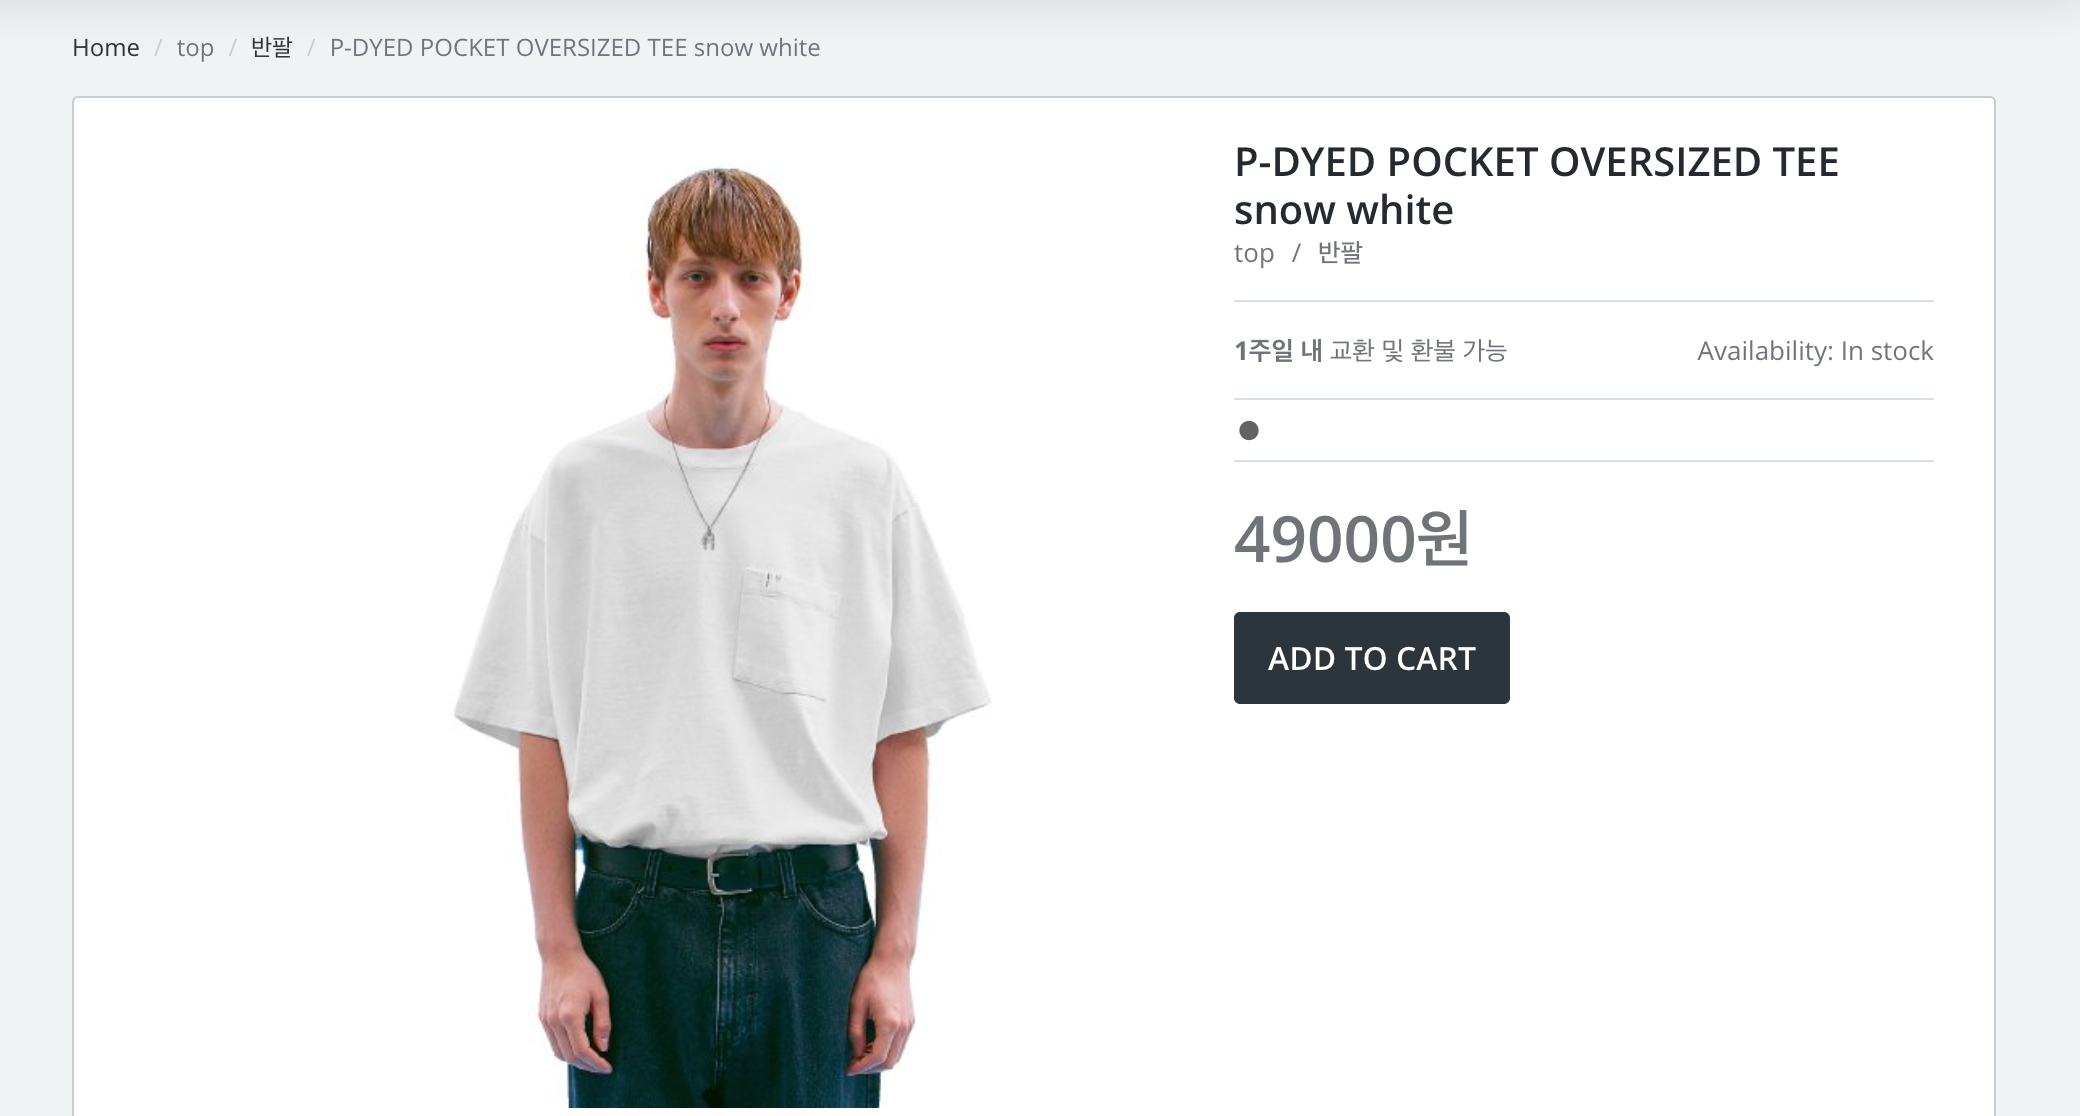 Home / top / 반팔 / P-DYED POCKET OVERSIZED TEE snow white
P-DYED POCKET OVERSIZED TEE
snow white
top / 반팔
1주일 내 교환 및 환불 가능
Availability: In stock
49000원
ADD TO CART